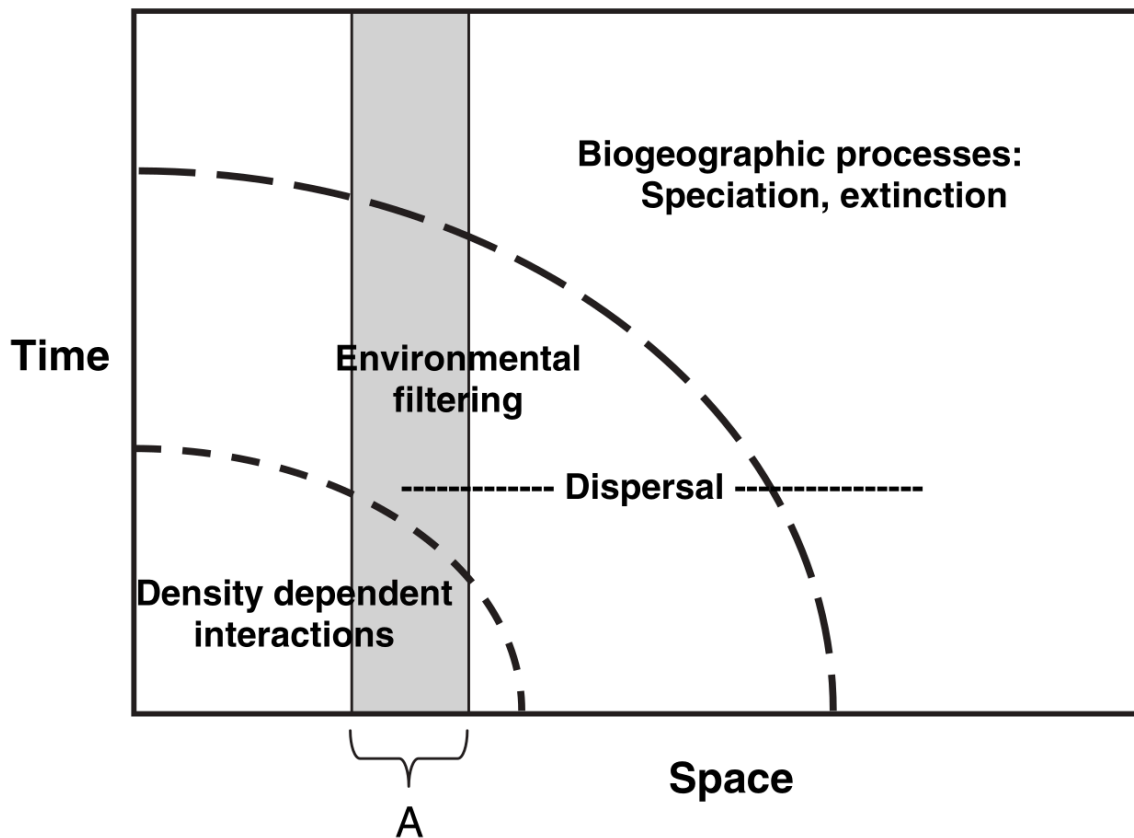 Biogeographic processes:
Speciation, extinction
Time
Environmental
filtering
Dispersal
Density dependent
interactions
Space
A